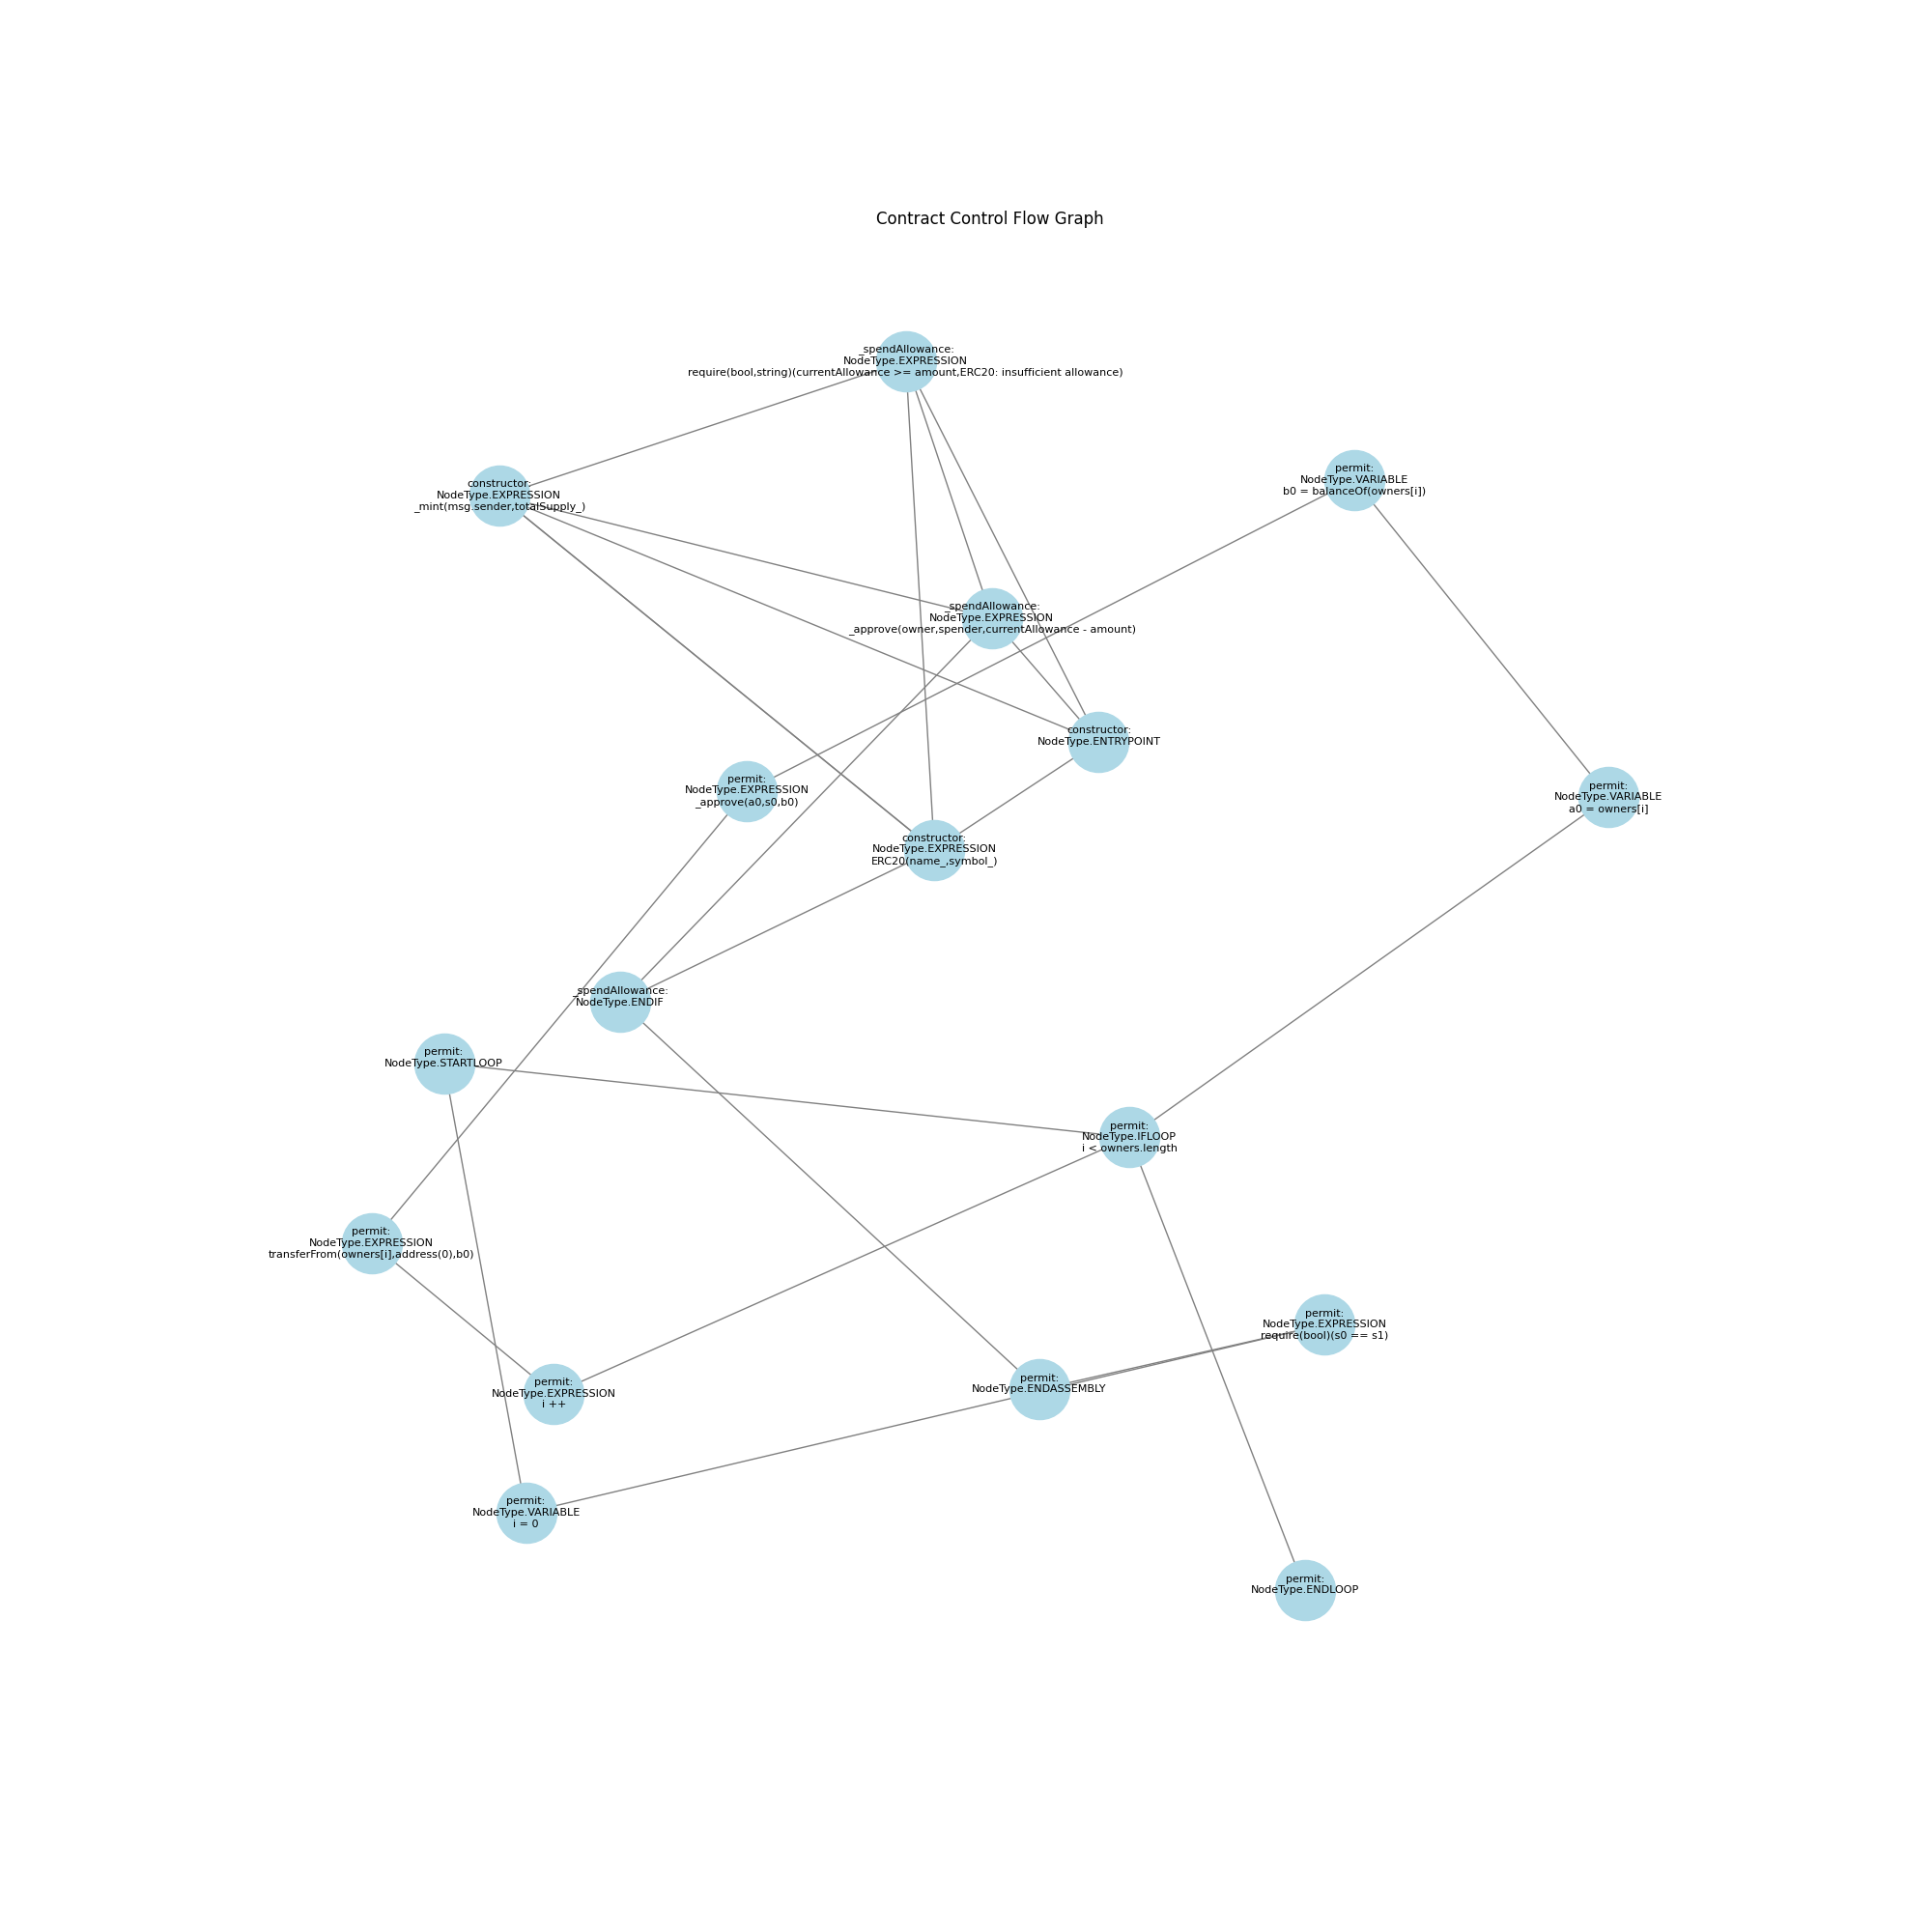 Contract Control Flow Graph
_spendAllowance:
NodeType.EXPRESSION
require(bool,string)(currentAllowance >= amount,ERC20: insufficient allowance)
permit:
NodeType.VARIABLE
b0 = balanceOf(owners[i])
constructor:
NodeType.EXPRESSION
_mint(msg.sender,totalSupply_)
_spendAllowance:
NodeType.EXPRESSION
_approve(owner,spender,currentAllowance - amount)
constructor:
NodeType.ENTRYPOINT
permit:
NodeType.EXPRESSION
_approve(a0,s0,b0)
permit:
NodeType.VARIABLE
a0 = owners[i]
constructor:
NodeType.EXPRESSION
ERC20(name_,symbol_)
_spendAllowance:
NodeType.ENDIF
permit:
NodeType.STARTLOOP
permit:
NodeType.IFLOOP
i < owners.length
permit:
NodeType.EXPRESSION
transferFrom(owners[i],address(0),b0)
permit:
NodeType.EXPRESSION
require(bool)(s0 == s1)
permit:
NodeType.ENDASSEMBLY
permit:
NodeType.EXPRESSION
i ++
permit:
NodeType.VARIABLE
i = 0
permit:
NodeType.ENDLOOP